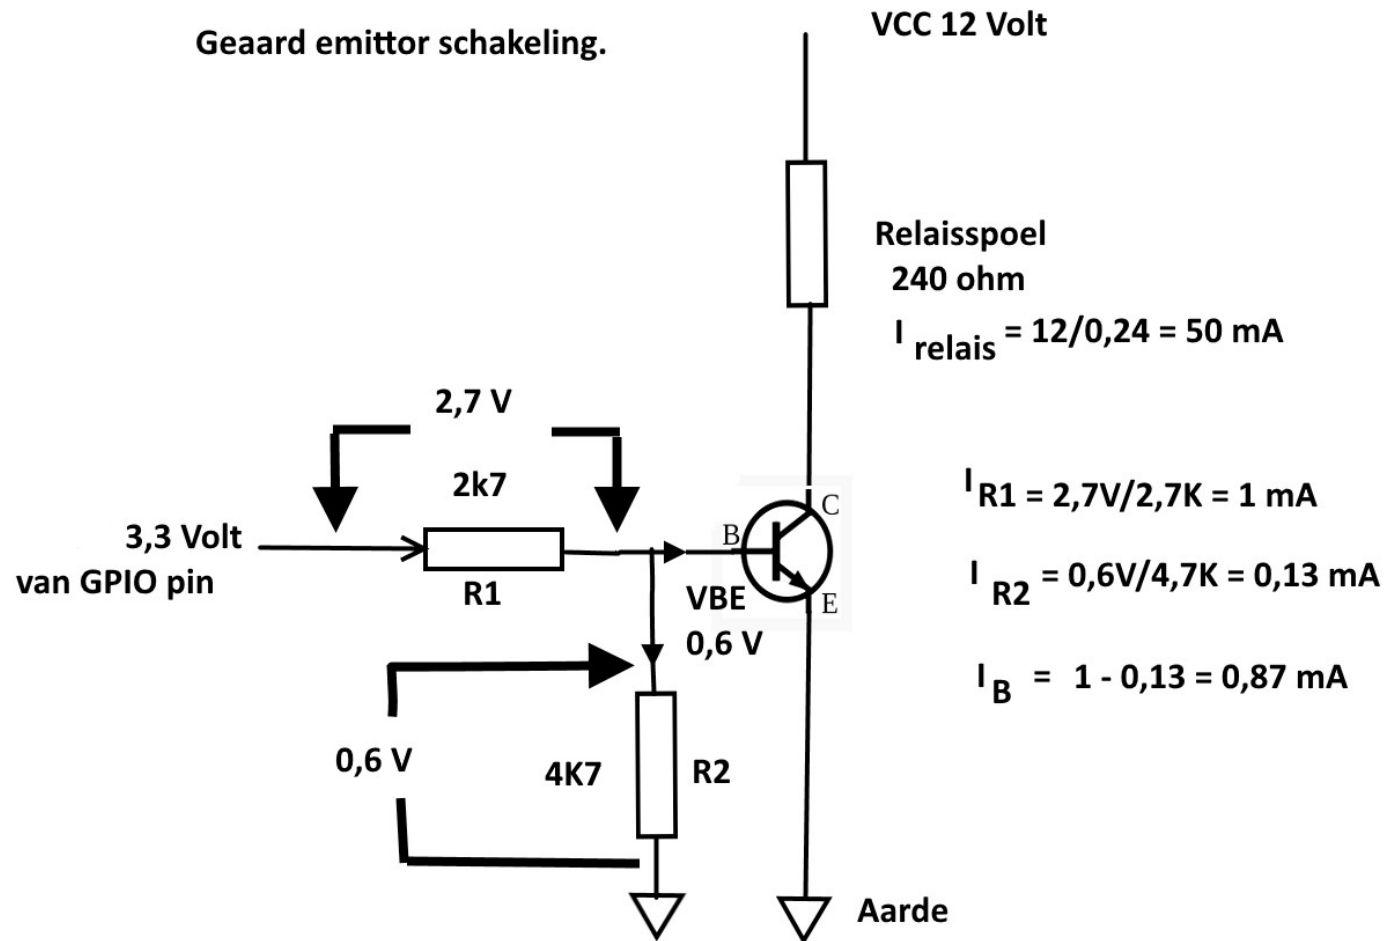 Geaard emittor schakeling.
VCC 12 Volt
Relaisspoel
240 ohm
I relais = 12/0,24 = 50 mA
2,7 V
2k7
3,3 Volt
van GPIO pin
R1
B
C
E
VBE
0,6 V
I R1 = 2,7V/2,7K = 1 mA
I R2 = 0,6V/4,7K = 0,13 mA
I B = 1 - 0,13 = 0,87 mA
0,6 V
4K7
R2
Aarde